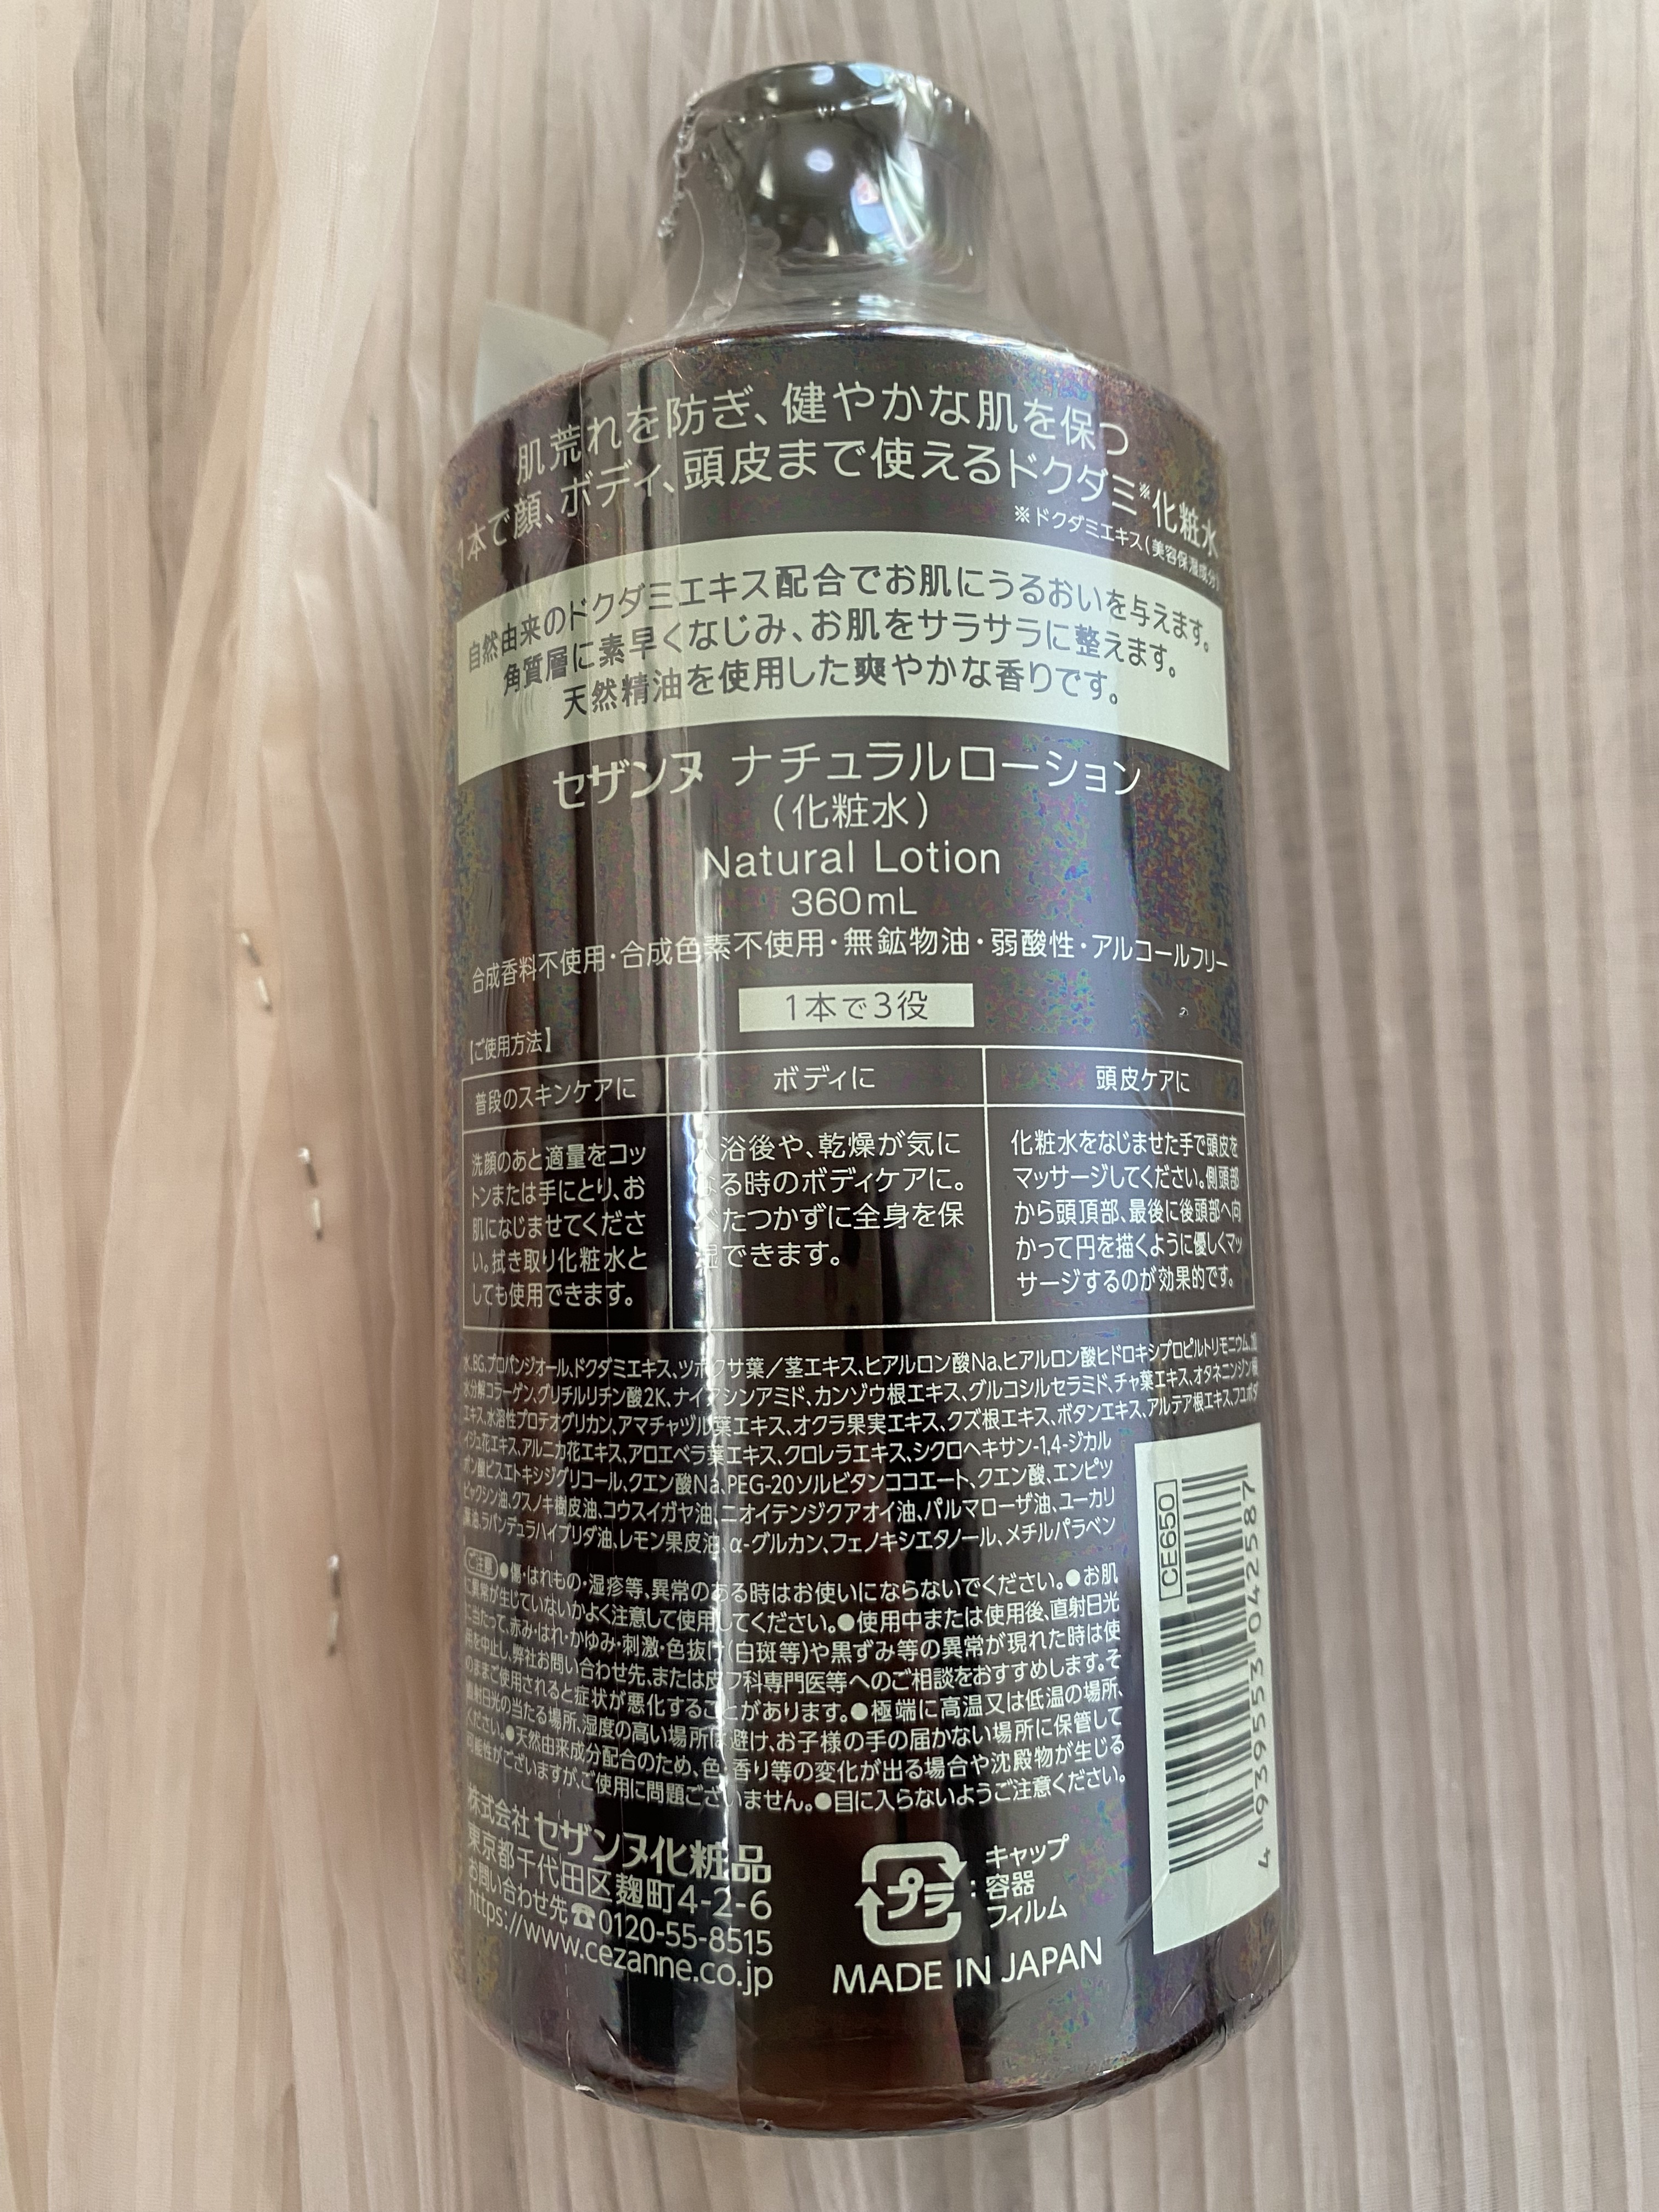 肌荒れを防ぎ、健やかな肌を保つ
1本で顔、ボディ、頭皮まで使えるドクダミ※化粧水
※ドクダミエキス(美容保湿成分)
自然由来のドクダミエキス配合でお肌にうるおいを与えます。
角質層に素早くなじみ、お肌をサラサラに整えます。
天然精油を使用した爽やかな香りです。
セザンヌ ナチュラルローション
(化粧水)
Natural Lotion
360mL
合成香料不使用・合成色素不使用・無鉱物油・弱酸性・アルコールフリー
1本で3役
【ご使用方法】
普段のスキンケアに
洗顔のあと適量をコッ
トンまたは手にとり、お
肌になじませてくださ
い。拭き取り化粧水と
しても使用できます。
ボディに
入浴後や、乾燥が気に
なる時のボディケアに。
べたつかずに全身を保
湿できます。
頭皮ケアに
化粧水をなじませた手で頭皮を
マッサージしてください。側頭部
から頭頂部、最後に後頭部へ向
かって円を描くように優しくマッ
サージするのが効果的です。
水、BG、プロパンジオール、ドクダミエキス、ツボクサ葉/茎エキス、ヒアルロン酸Na、ヒアルロン酸ヒドロキシプロピルトリモニウム、加
水分解コラーゲン、グリチルリチン酸2K、ナイアシンアミド、カンゾウ根エキス、グルコシルセラミド、チャ葉エキス、オタネニンジン根
エキス、水溶性プロテオグリカン、アマチャヅル葉エキス、オクラ果実エキス、クズ根エキス、ボタンエキス、アルテア根エキス、フユボダ
イジュ花エキス、アルニカ花エキス、アロエベラ葉エキス、クロレラエキス、シクロヘキサン-1,4-ジカル
ボン酸ビスエトキシジグリコール、クエン酸Na、PEG-20ソルビタンココエート、クエン酸、エンピツ
ビャクシン油、クスノキ樹皮油、コウスイガヤ油、ニオイテンジクアオイ油、パルマローザ油、ユーカリ
葉油、ラバンデュラハイブリダ油、レモン果皮油、α-グルカン、フェノキシエタノール、メチルパラベン
ご注意 ●傷・はれもの・湿疹等、異常のある時はお使いにならないでください。●お肌
に異常が生じていないかよく注意して使用してください。●使用中または使用後、直射日光
に当たって、赤み・はれ・かゆみ・刺激・色抜け(白斑等)や黒ずみ等の異常が現れた時は使
用を中止し、弊社お問い合わせ先、または皮フ科専門医等へのご相談をおすすめします。そ
のままご使用されると症状が悪化することがあります。●極端に高温又は低温の場所、
直射日光の当たる場所、湿度の高い場所は避け、お子様の手の届かない場所に保管して
ください。●天然由来成分配合のため、色・香り等の変化が出る場合や沈殿物が生じる
可能性がございますが、ご使用に問題ございません。●目に入らないようご注意ください。
株式会社セザンヌ化粧品
東京都千代田区麹町4-2-6
お問い合わせ先☎0120-55-8515
https://www.cezanne.co.jp
プラ
:
キャップ
容器
フィルム
MADE IN JAPAN
CE650
4 939553 042587